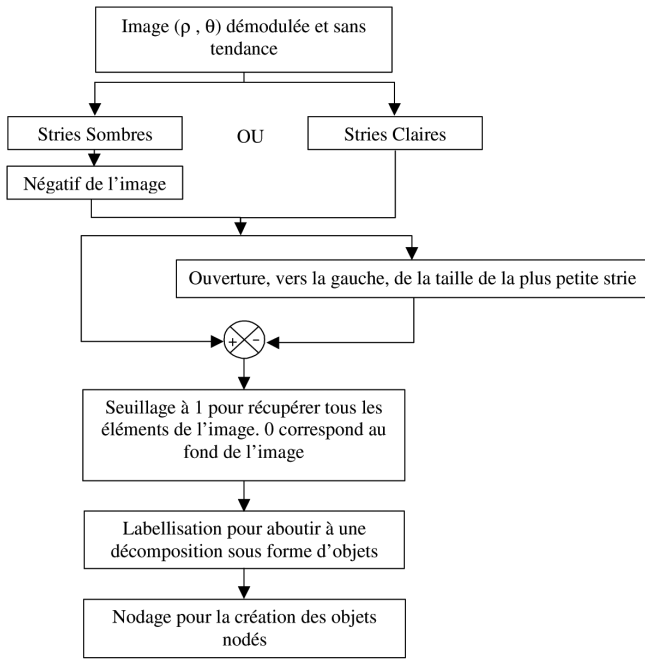 Image (ρ , θ) démodulée et sans
tendance
Stries Sombres
OU
Stries Claires
Négatif de l’image
Ouverture, vers la gauche, de la taille de la plus petite strie
+ -
Seuillage à 1 pour récupérer tous les
éléments de l’image. 0 correspond au
fond de l’image
Labellisation pour aboutir à une
décomposition sous forme d’objets
Nodage pour la création des objets
nodés